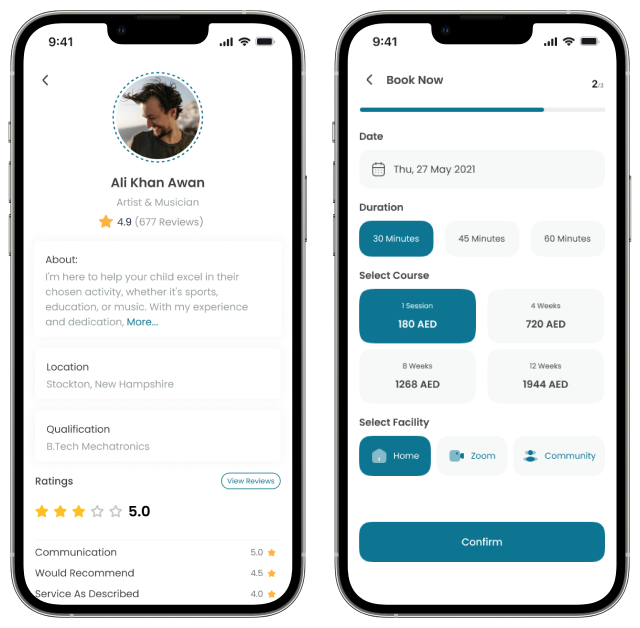 9:41
Ali Khan Awan
Artist & Musician
4.9 (677 Reviews)
About:
I'm here to help your child excel in their
chosen activity, whether it's sports,
education, or music. With my experience
and dedication, More...
Location
Stockton, New Hampshire
Qualification
B.Tech Mechatronics
Ratings
View Reviews
5.0
Communication 5.0
Would Recommend 4.5
Service As Described 4.0
9:41
Book Now
2/3
Date
Thu, 27 May 2021
Duration
30 Minutes
45 Minutes
60 Minutes
Select Course
1 Session
180 AED
4 Weeks
720 AED
8 Weeks
1268 AED
12 Weeks
1944 AED
Select Facility
Home
Zoom
Community
Confirm